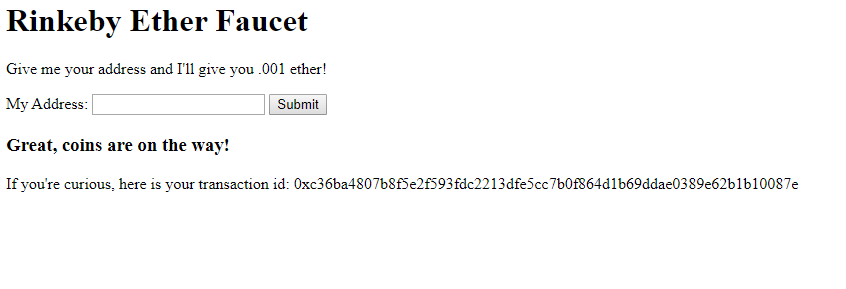 Rinkeby Ether Faucet
Give me your address and I'll give you .001 ether!
My Address: Submit
Great, coins are on the way!
If you're curious, here is your transaction id: 0xc36ba4807b8f5e2f593fdc2213dfe5cc7b0f864d1b69ddae0389e62b1b10087e